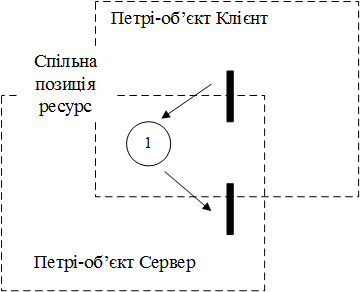 Петрі-об’єкт Клієнт
Спільна
позиція
ресурс
1
Петрі-об’єкт Сервер